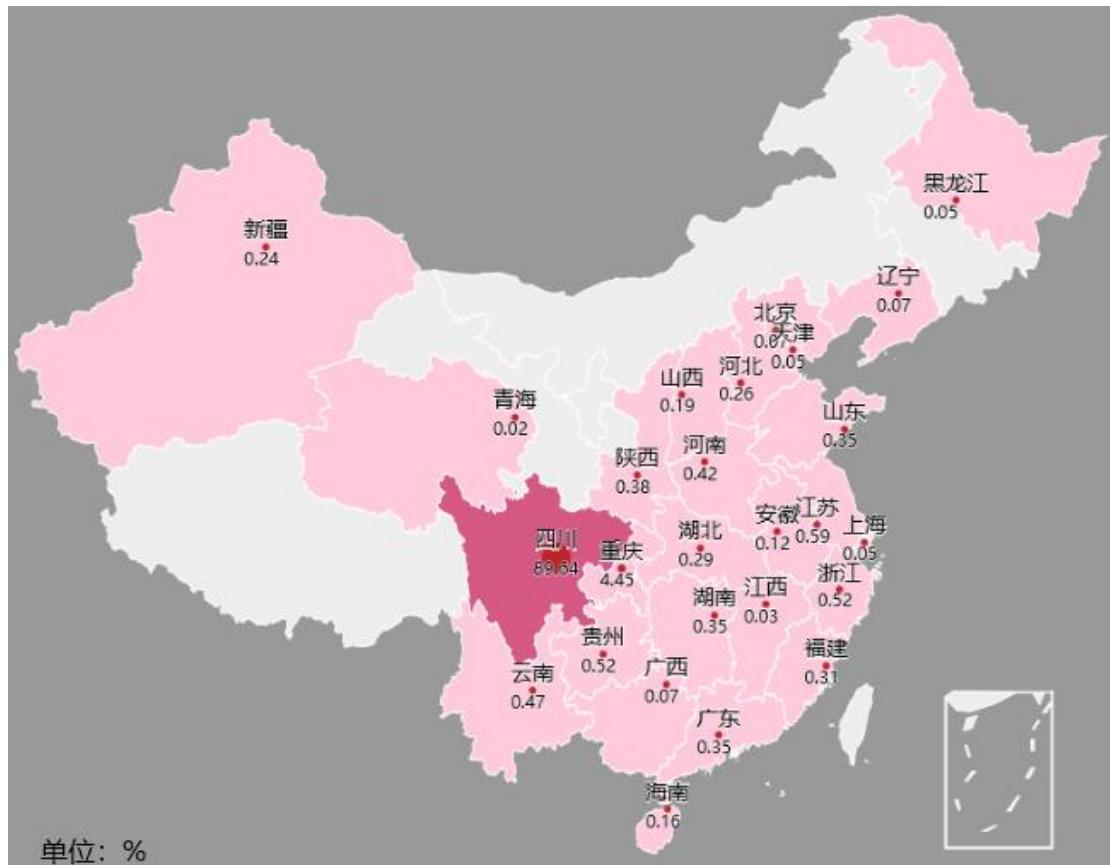 黑龙江
0.05
新疆
0.24
辽宁
0.07
北京
0.07
天津
0.05
河北
0.26
山西
0.19
青海
0.02
山东
0.35
河南
0.42
陕西
0.38
安徽
0.12
江苏
0.59
上海
0.05
四川
89.64
重庆
4.45
湖北
0.29
浙江
0.52
江西
0.03
湖南
0.35
贵州
0.52
福建
0.31
云南
0.47
广西
0.07
广东
0.35
海南
0.16
单位：%